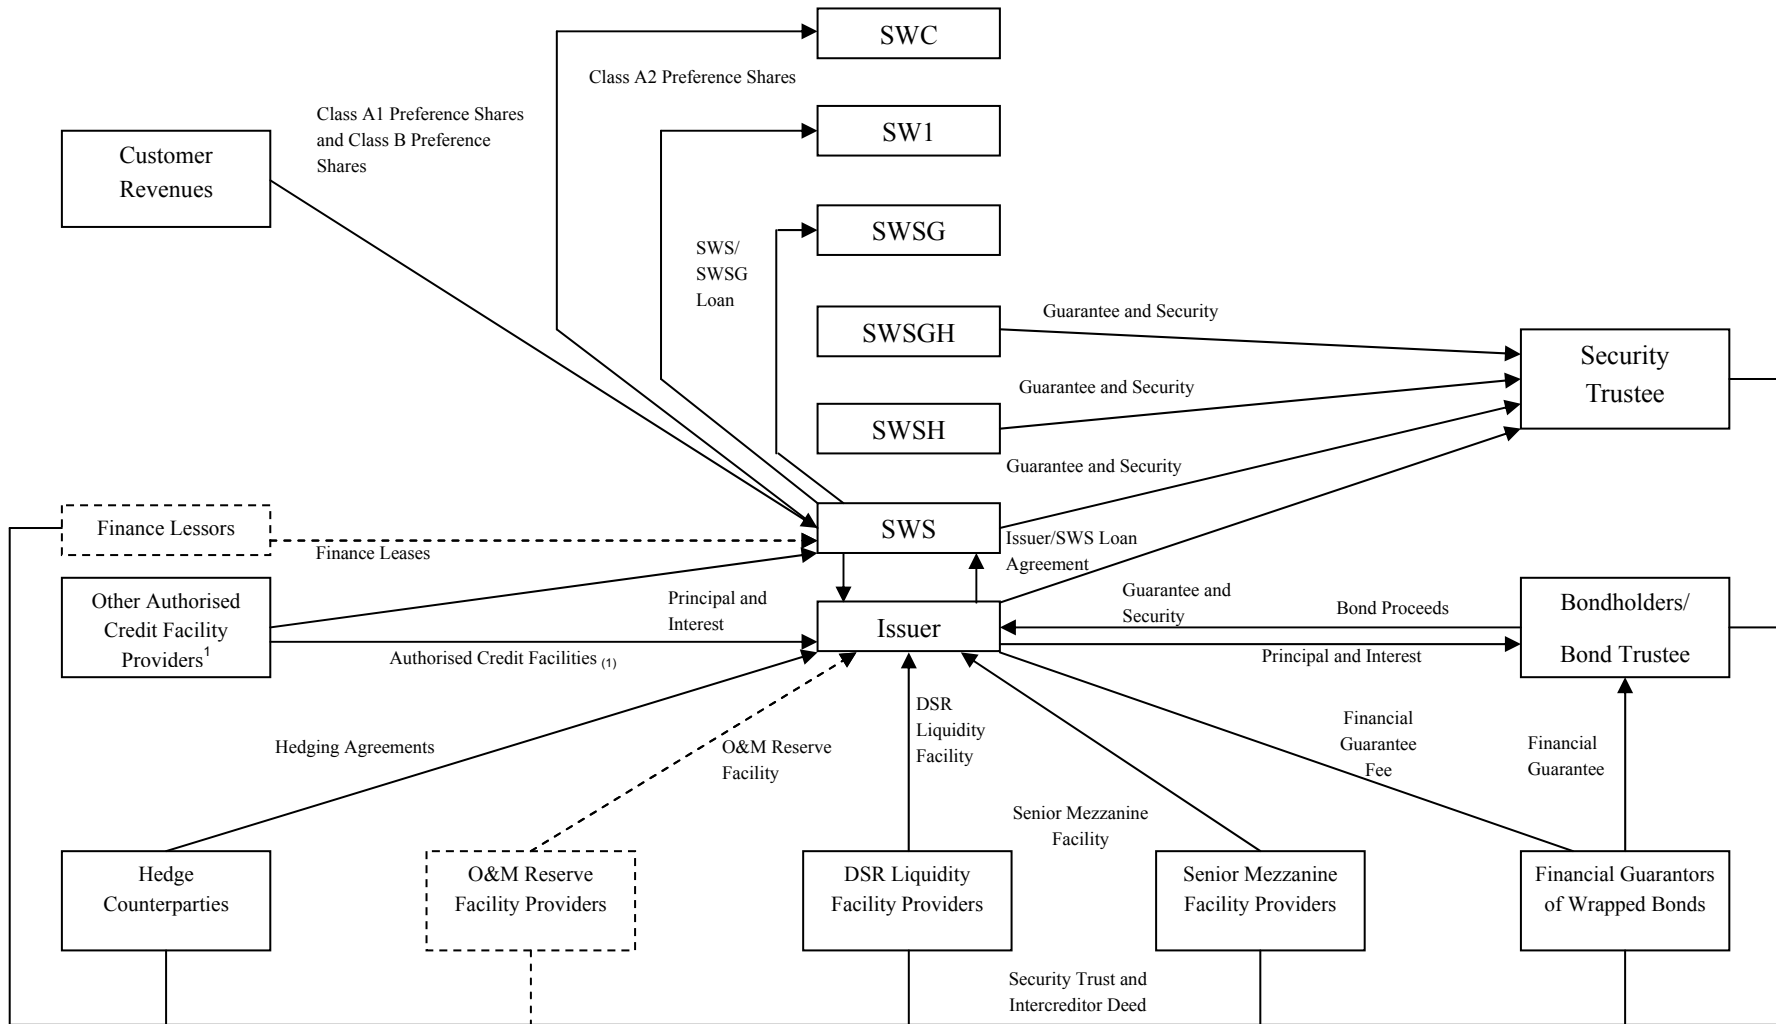 SWC
Class A2 Preference Shares
Class A1 Preference Shares
and Class B Preference
Shares
SW1
Customer
Revenues
SWSG
SWS/
SWSG
Loan
SWSGH
Guarantee and Security
Security
Trustee
SWSH
Guarantee and Security
Guarantee and Security
Finance Lessors
Finance Leases
SWS
Issuer/SWS Loan
Agreement
Other Authorised
Credit Facility
Providers¹
Principal and
Interest
Authorised Credit Facilities (1)
Issuer
Guarantee and
Security
Bond Proceeds
Principal and Interest
Bondholders/
Bond Trustee
Hedging Agreements
O&M Reserve
Facility
DSR
Liquidity
Facility
Senior Mezzanine
Facility
Financial
Guarantee
Fee
Financial
Guarantee
Hedge
Counterparties
O&M Reserve
Facility Providers
DSR Liquidity
Facility Providers
Senior Mezzanine
Facility Providers
Financial Guarantors
of Wrapped Bonds
Security Trust and
Intercreditor Deed